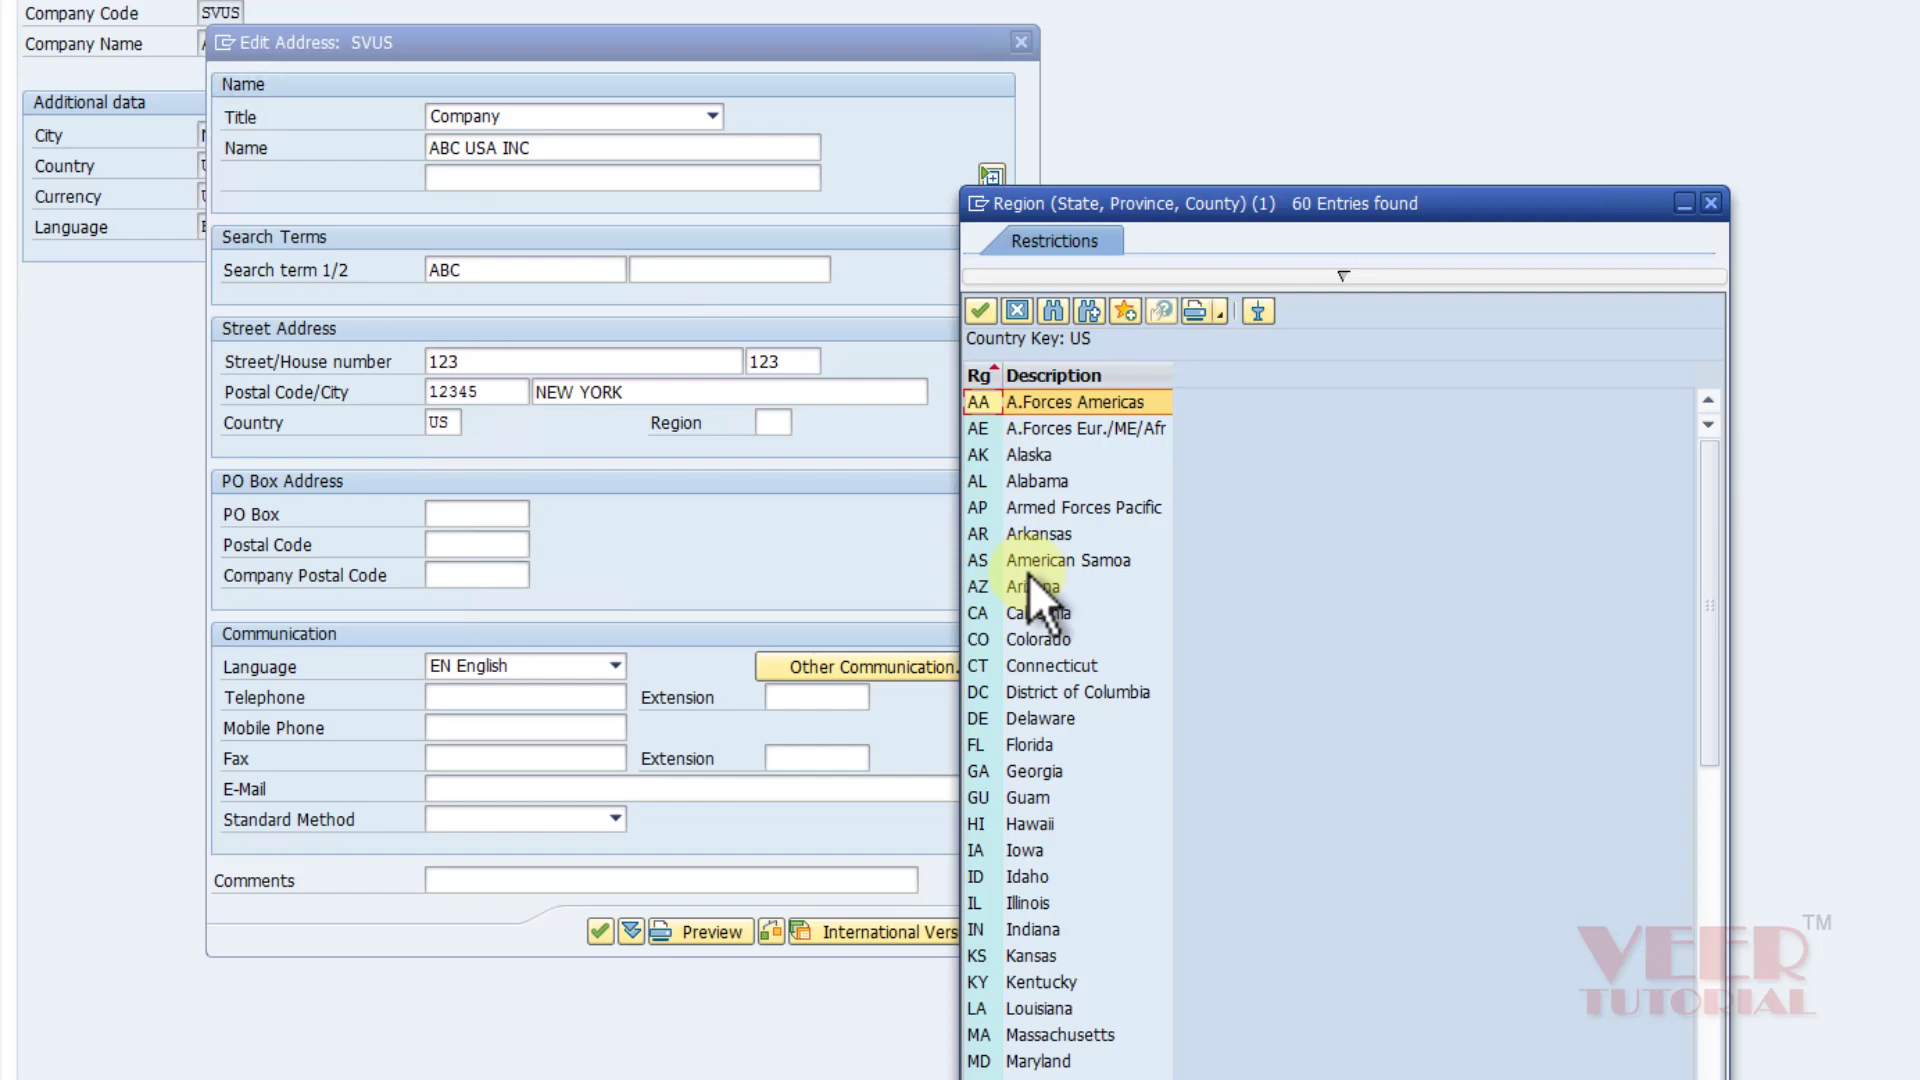 Company Code SVUS
Company Name
Additional data
City
Country
Currency
Language
Edit Address: SVUS
Name
Title Company
Name ABC USA INC
Search Terms
Search term 1/2 ABC
Street Address
Street/House number 123 123
Postal Code/City 12345 NEW YORK
Country US Region
PO Box Address
PO Box
Postal Code
Company Postal Code
Communication
Language EN English Other Communication.
Telephone Extension
Mobile Phone
Fax Extension
E-Mail
Standard Method
Comments
Preview International Vers
Region (State, Province, County) (1) 60 Entries found
Restrictions
Country Key: US
Rg Description
AA A.Forces Americas
AE A.Forces Eur./ME/Afr
AK Alaska
AL Alabama
AP Armed Forces Pacific
AR Arkansas
AS American Samoa
AZ Arizona
CA California
CO Colorado
CT Connecticut
DC District of Columbia
DE Delaware
FL Florida
GA Georgia
GU Guam
HI Hawaii
IA Iowa
ID Idaho
IL Illinois
IN Indiana
KS Kansas
KY Kentucky
LA Louisiana
MA Massachusetts
MD Maryland
VEER TM
TUTORIAL